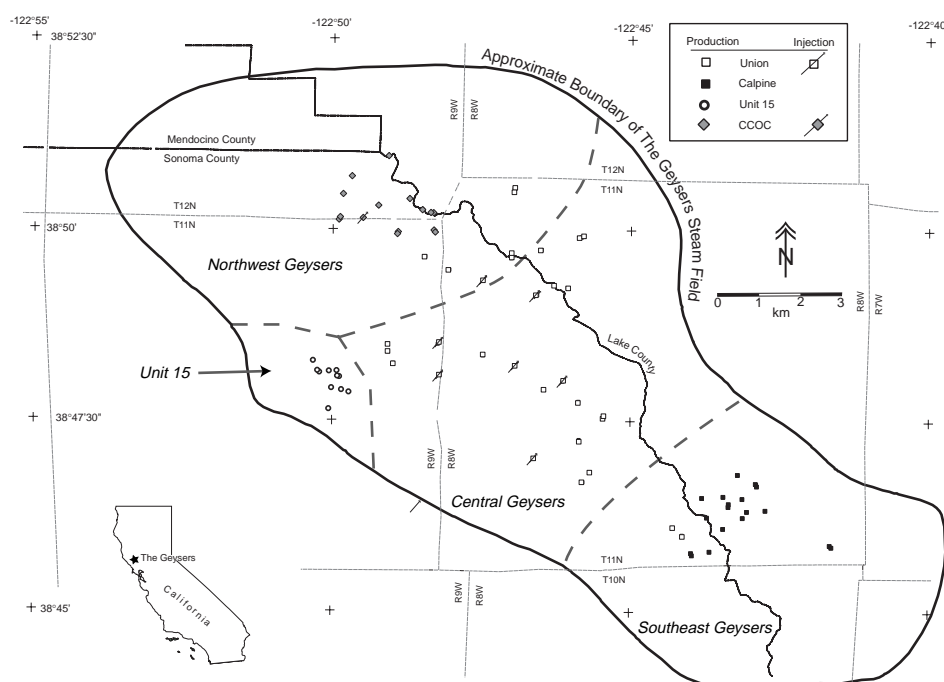 -122°55'
-122°50'
-122°45'
-122°40'
38°52'30"
Production Injection
Union
Calpine
Unit 15
CCOC
Approximate Boundary of The Geysers Steam Field
R9W
R8W
Mendocino County
Sonoma County
T12N
T11N
T12N
T11N
38°50'
Northwest Geysers
N
0 1 2 3
km
R8W
R7W
Lake County
Unit 15
38°47'30"
R9W
R8W
Central Geysers
The Geysers
California
T11N
T10N
R9W
R8W
38°45'
Southeast Geysers